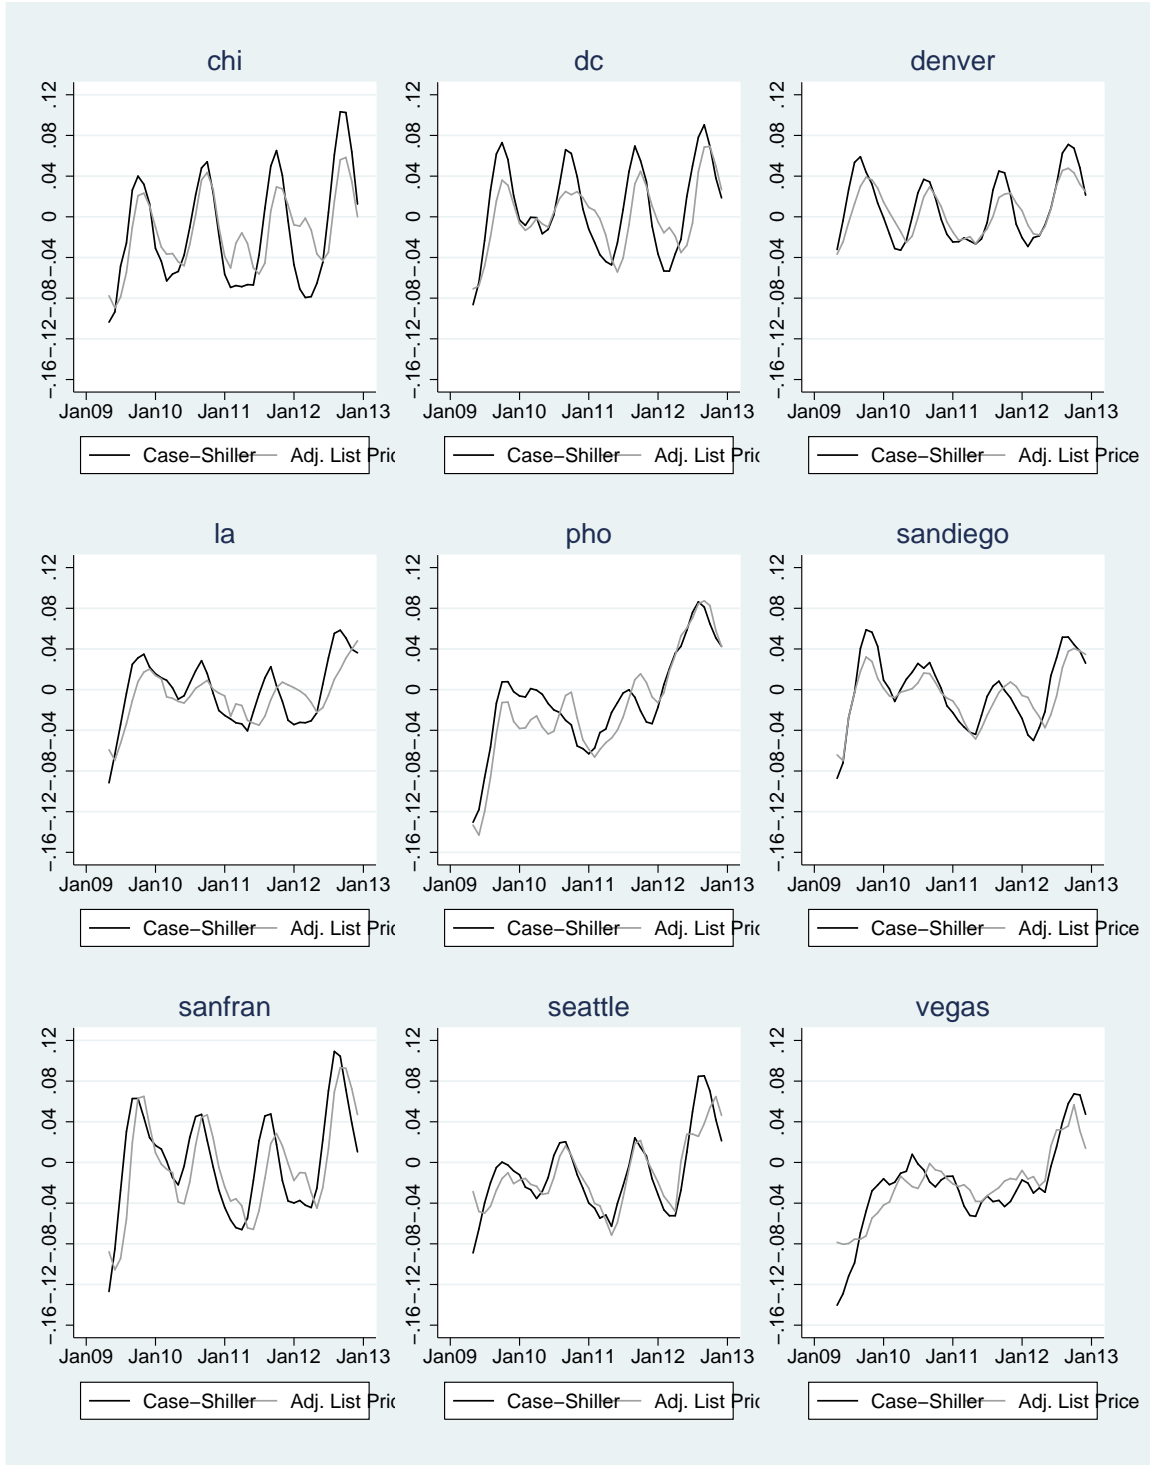 chi
−.16−.12−.08−.04 0 .04 .08 .12
Jan09 Jan10 Jan11 Jan12 Jan13
Case−Shiller Adj. List Pric
dc
−.16−.12−.08−.04 0 .04 .08 .12
Jan09 Jan10 Jan11 Jan12 Jan13
Case−Shiller Adj. List Pric
denver
−.16−.12−.08−.04 0 .04 .08 .12
Jan09 Jan10 Jan11 Jan12 Jan13
Case−Shiller Adj. List Price
la
−.16−.12−.08−.04 0 .04 .08 .12
Jan09 Jan10 Jan11 Jan12 Jan13
Case−Shiller Adj. List Pric
pho
−.16−.12−.08−.04 0 .04 .08 .12
Jan09 Jan10 Jan11 Jan12 Jan13
Case−Shiller Adj. List Pric
sandiego
−.16−.12−.08−.04 0 .04 .08 .12
Jan09 Jan10 Jan11 Jan12 Jan13
Case−Shiller Adj. List Price
sanfran
−.16−.12−.08−.04 0 .04 .08 .12
Jan09 Jan10 Jan11 Jan12 Jan13
Case−Shiller Adj. List Pric
seattle
−.16−.12−.08−.04 0 .04 .08 .12
Jan09 Jan10 Jan11 Jan12 Jan13
Case−Shiller Adj. List Pric
vegas
−.16−.12−.08−.04 0 .04 .08 .12
Jan09 Jan10 Jan11 Jan12 Jan13
Case−Shiller Adj. List Price